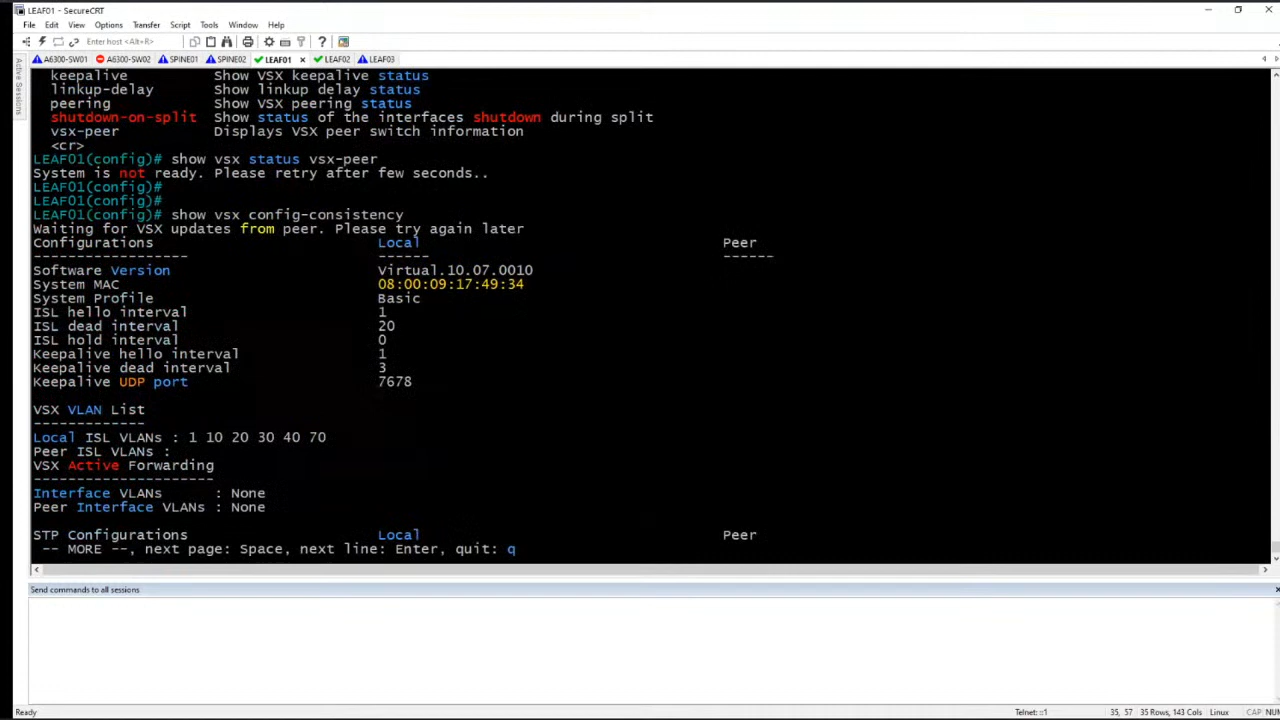 LEAF01 - SecureCRT
File Edit View Options Transfer Script Tools Window Help
Enter host <Alt+R>
A6300-SW01 A6300-SW02 SPINE01 SPINE02 LEAF01 × LEAF02 LEAF03
Active Sessions
keepalive Show VSX keepalive status
linkup-delay Show linkup delay status
peering Show VSX peering status
shutdown-on-split Show status of the interfaces shutdown during split
vsx-peer Displays VSX peer switch information
<cr>
LEAF01(config)# show vsx status vsx-peer
System is not ready. Please retry after few seconds..
LEAF01(config)#
LEAF01(config)#
LEAF01(config)# show vsx config-consistency
Waiting for VSX updates from peer. Please try again later
Configurations Local Peer
------------------ ------ ------
Software Version Virtual.10.07.0010
System MAC 08:00:09:17:49:34
System Profile Basic
ISL hello interval 1
ISL dead interval 20
ISL hold interval 0
Keepalive hello interval 1
Keepalive dead interval 3
Keepalive UDP port 7678
VSX VLAN List
-------------
Local ISL VLANs : 1 10 20 30 40 70
Peer ISL VLANs :
VSX Active Forwarding
---------------------
Interface VLANs : None
Peer Interface VLANs : None
STP Configurations Local Peer
-- MORE --, next page: Space, next line: Enter, quit: q
Send commands to all sessions
Ready Telnet: ::1 35, 57 35 Rows, 143 Cols Linux CAP NUM